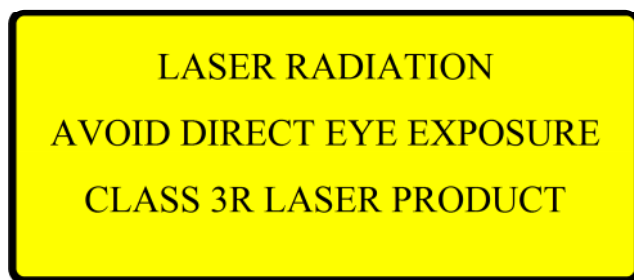 LASER RADIATION
AVOID DIRECT EYE EXPOSURE
CLASS 3R LASER PRODUCT